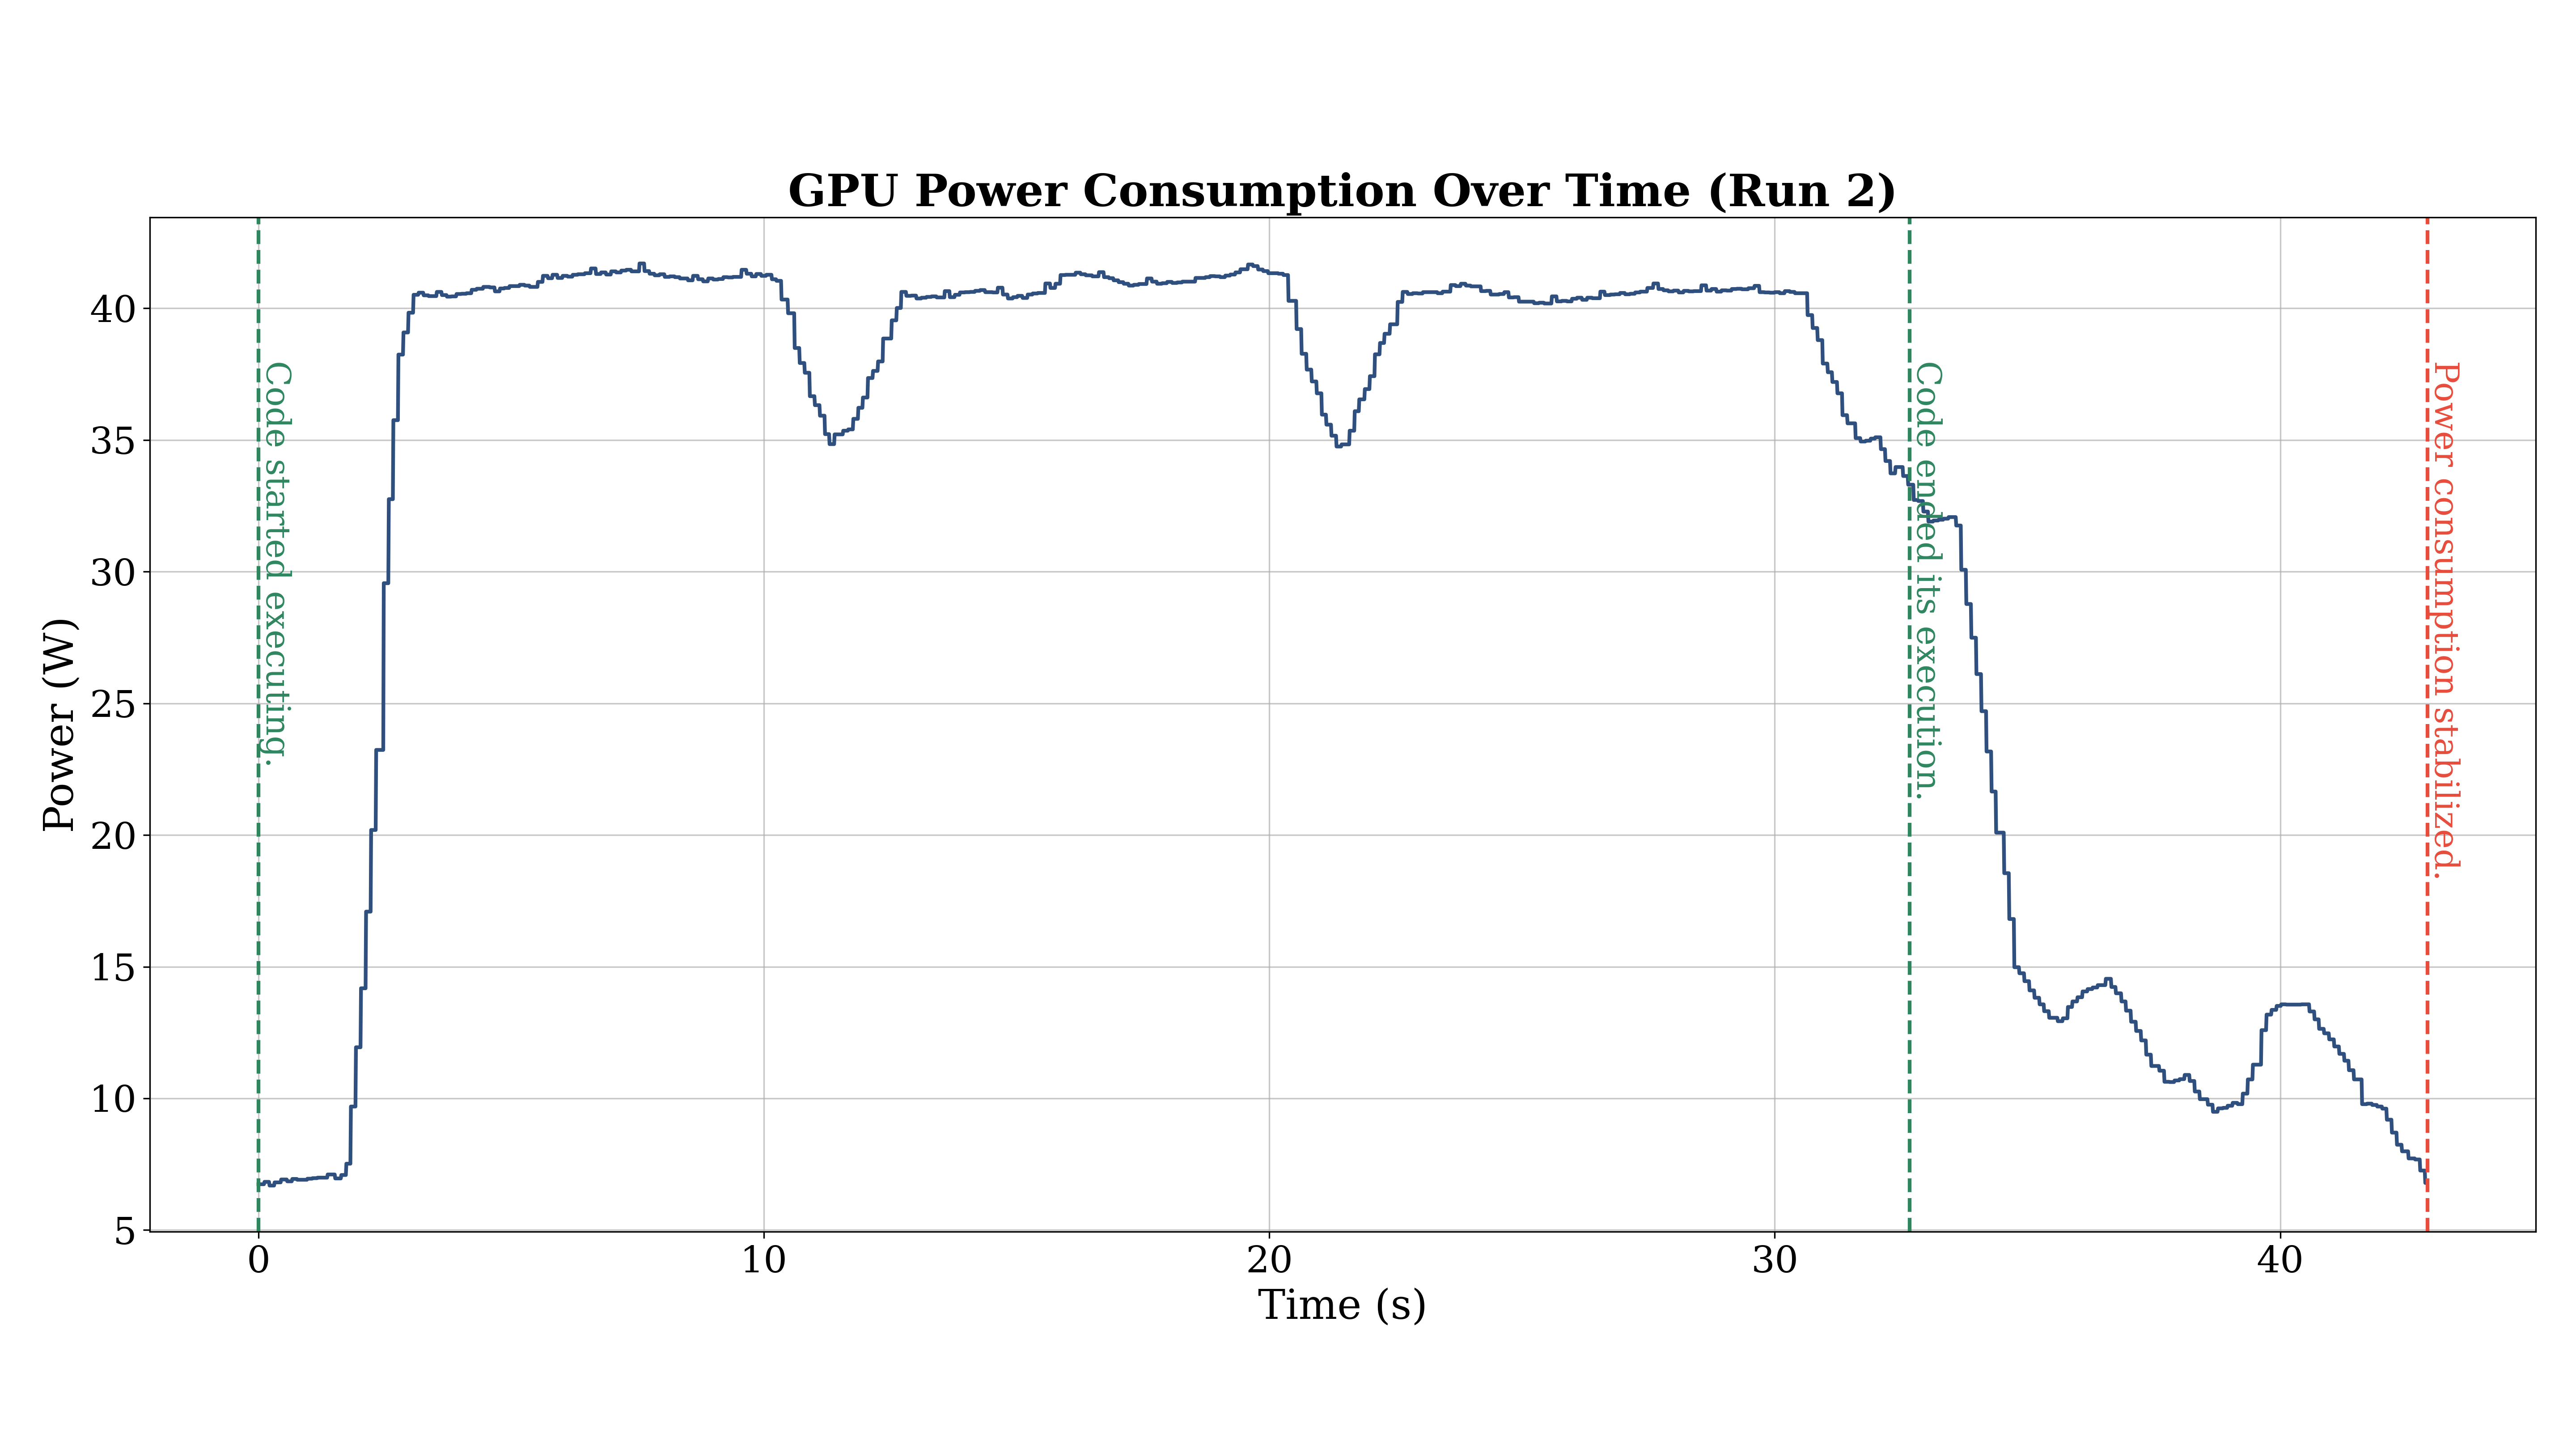 GPU Power Consumption Over Time (Run 2)
Power (W)
40
35
30
25
20
15
10
5
Code started executing.
Code ended its execution.
Power consumption stabilized.
0
10
20
30
40
Time (s)